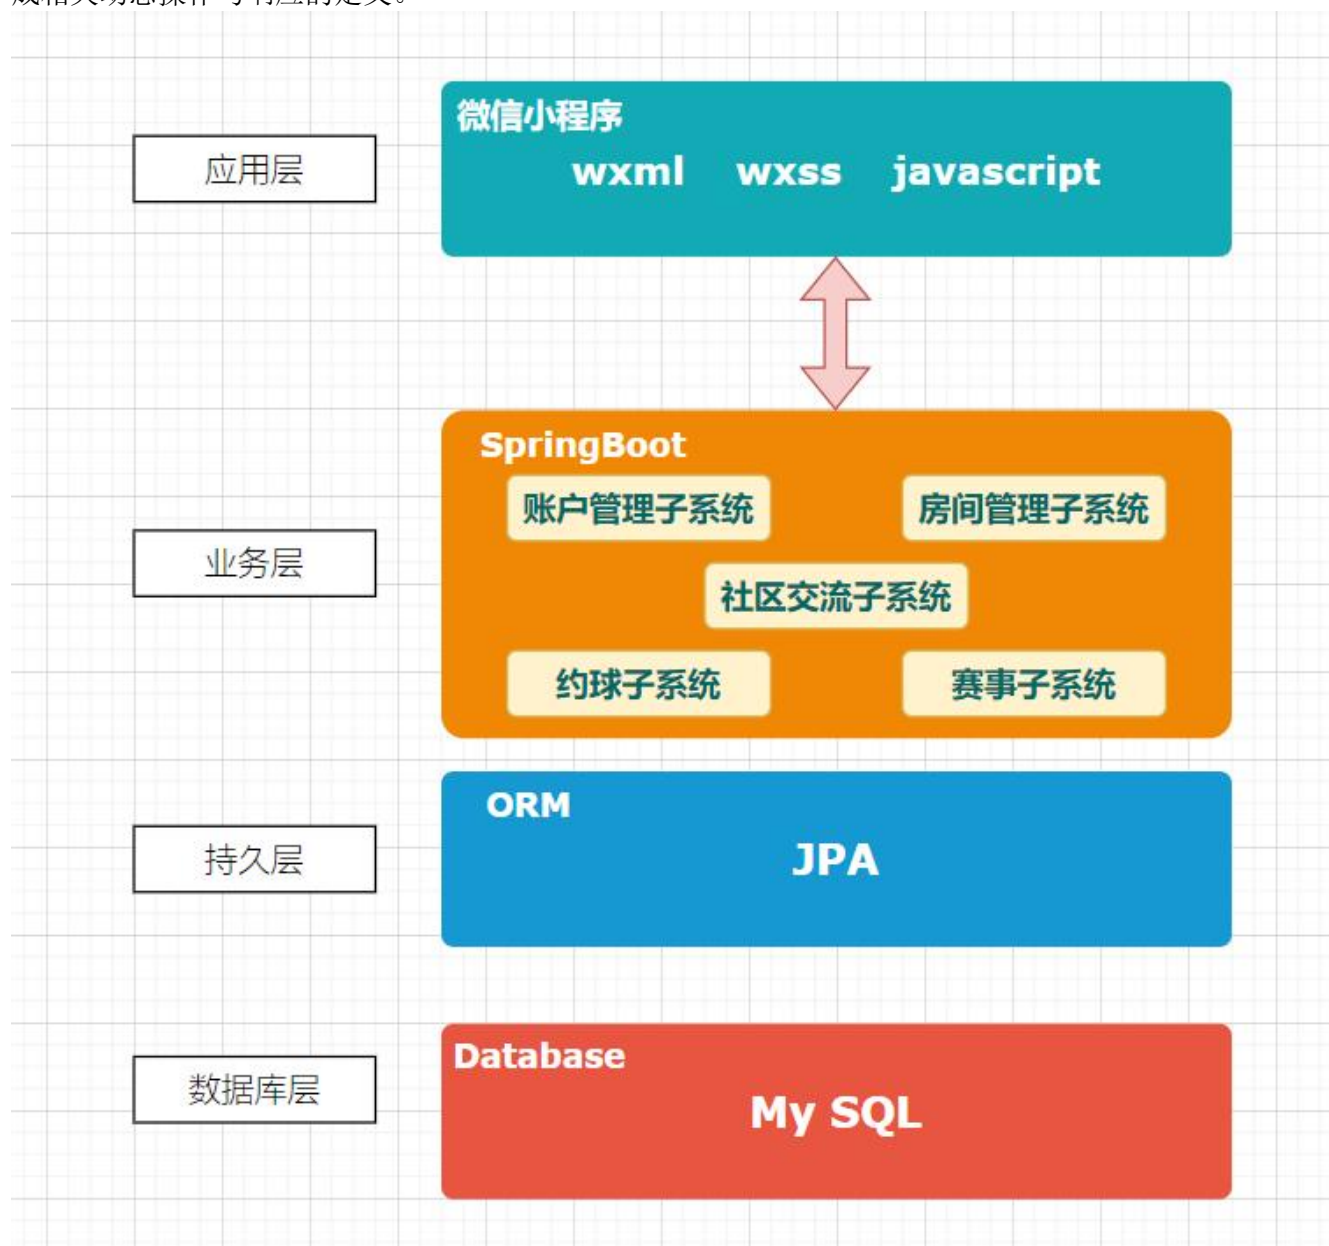 微信小程序
应用层
wxml wxss javascript
SpringBoot
账户管理子系统 房间管理子系统
业务层
社区交流子系统
约球子系统 赛事子系统
ORM
持久层
JPA
Database
数据库层
My SQL